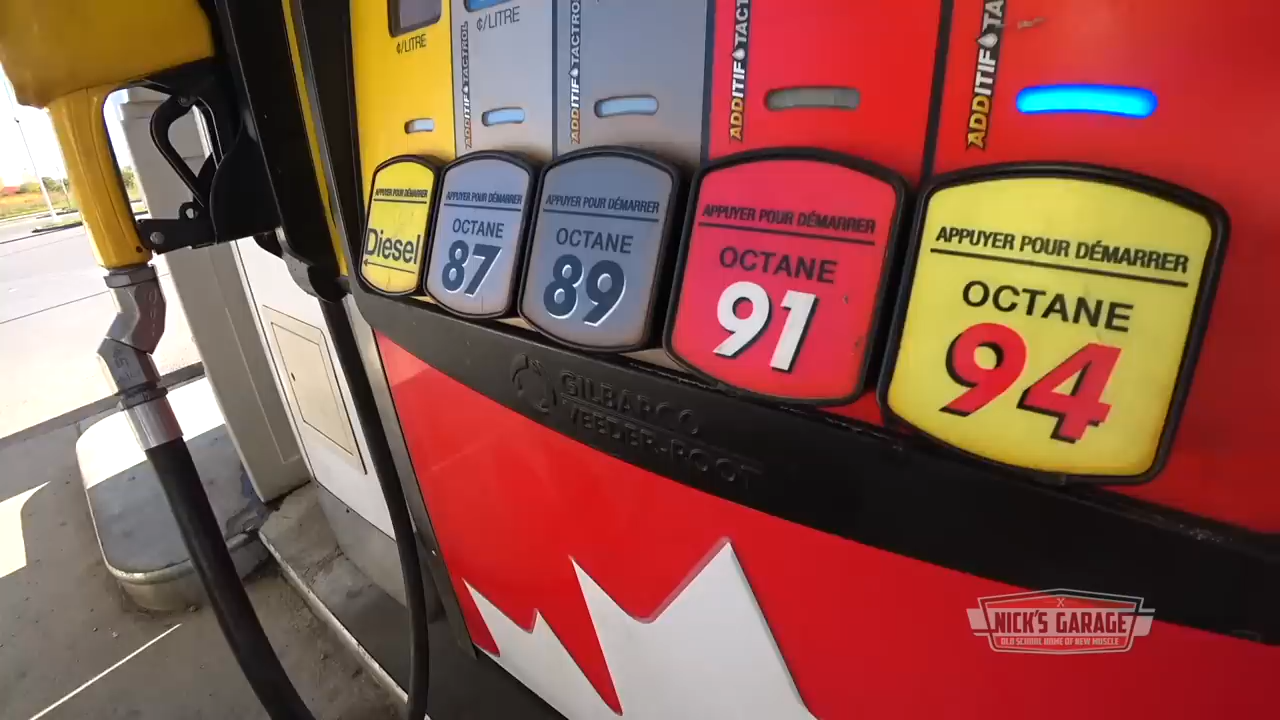 ¢/LITRE
¢/LITRE
ADDITIF TACTROL
ADDITIF TACTROL
ADDITIF TACT
ADDITIF TA
APPUYER POUR DÉMARRER
Diesel
APPUYER POUR DÉMARRER
OCTANE
87
APPUYER POUR DÉMARRER
OCTANE
89
APPUYER POUR DÉMARRER
OCTANE
91
APPUYER POUR DÉMARRER
OCTANE
94
GILBARCO
VEEDER-ROOT
NICK'S GARAGE
OLD SCHOOL HOME OF NEW MUSCLE